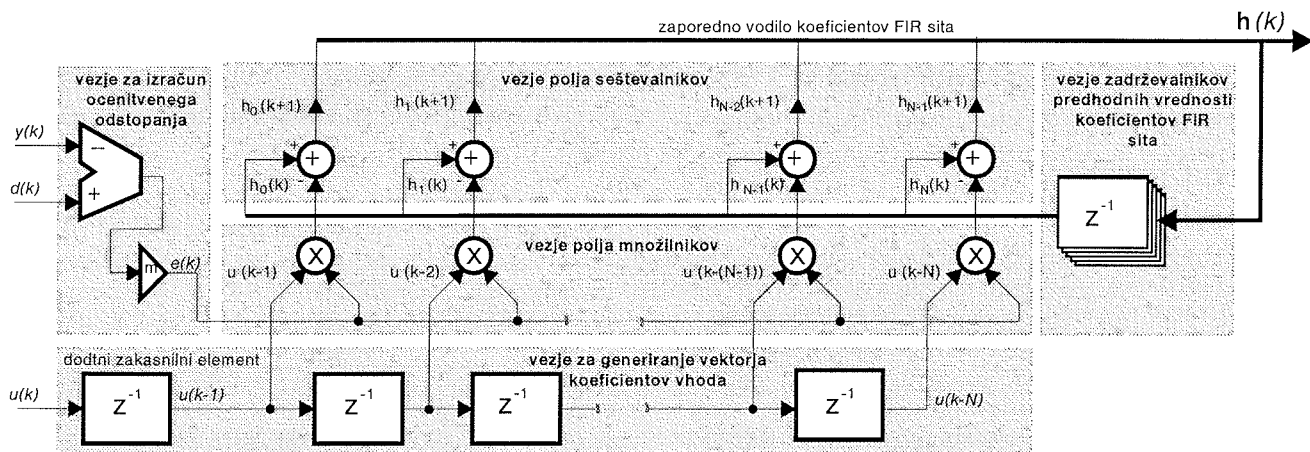 zaporedno vodilo koeficientov FIR sita
h(k)
vezje za izračun
ocenitvenega
odstopanja
y(k)
d(k)
−
+
m
e(k)
vezje polja seštevalnikov
h0(k+1)
h1(k+1)
hN-2(k+1)
hN-1(k+1)
+ + + +
+ + + +
h0(k) -
h1(k) -
hN-1(k) -
hN(k) -
vezje zadrževalnikov
predhodnih vrednosti
koeficientov FIR
sita
Z-1
vezje polja množilnikov
X X X X
u (k-1)
u (k-2)
u (k-(N-1))
u (k-N)
dodtni zakasnilni element
vezje za generiranje vektorja
koeficientov vhoda
u(k)
Z-1
u(k-1)
Z-1
Z-1
Z-1
u(k-N)